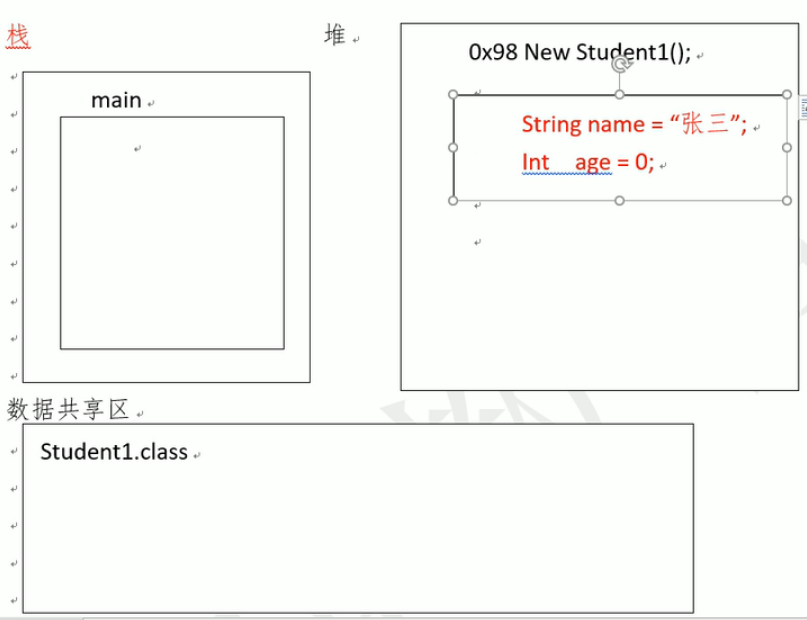 栈
堆
main
0x98 New Student1();
String name = “张三”;
Int age = 0;
数据共享区
Student1.class